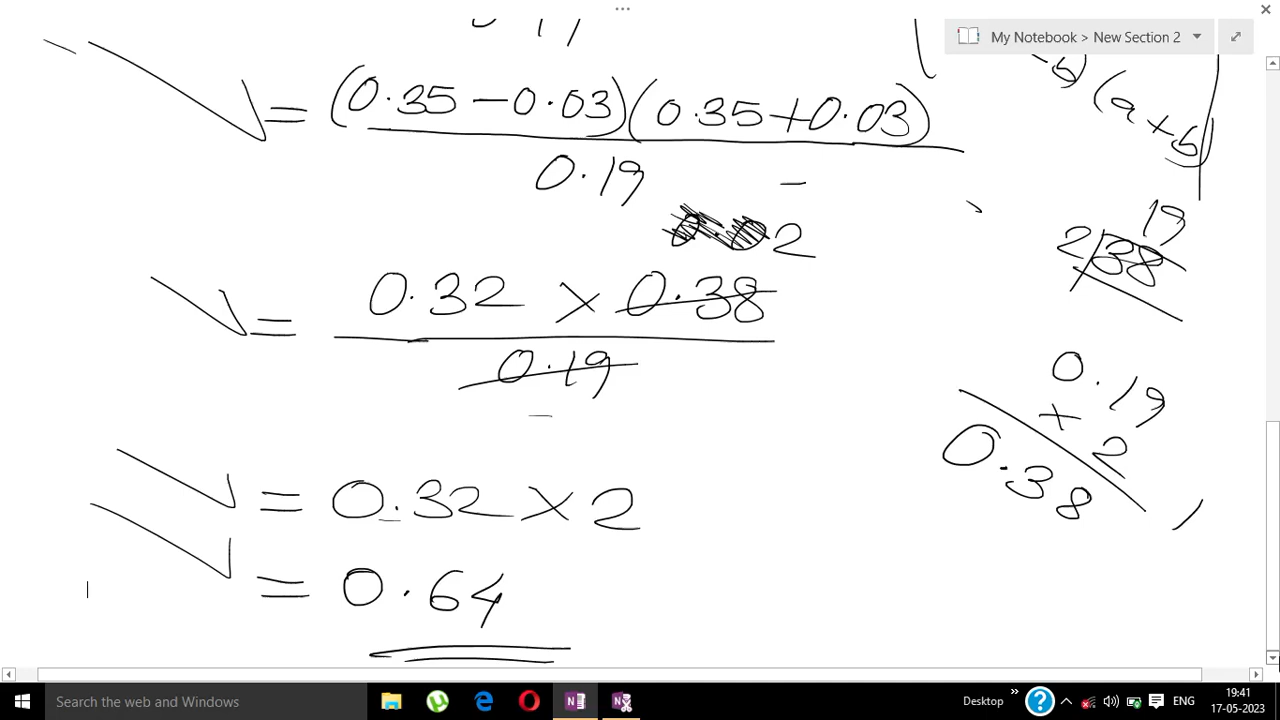 ...
My Notebook > New Section 2
= (0.35 - 0.03)(0.35 + 0.03)
0.19
(a + b)
2
= 0.32 × 0.38
0.19
19
2 38
0.19
× 2
0.38
= 0.32 × 2
= 0.64
Search the web and Windows
Desktop
ENG
19:41
17-05-2023